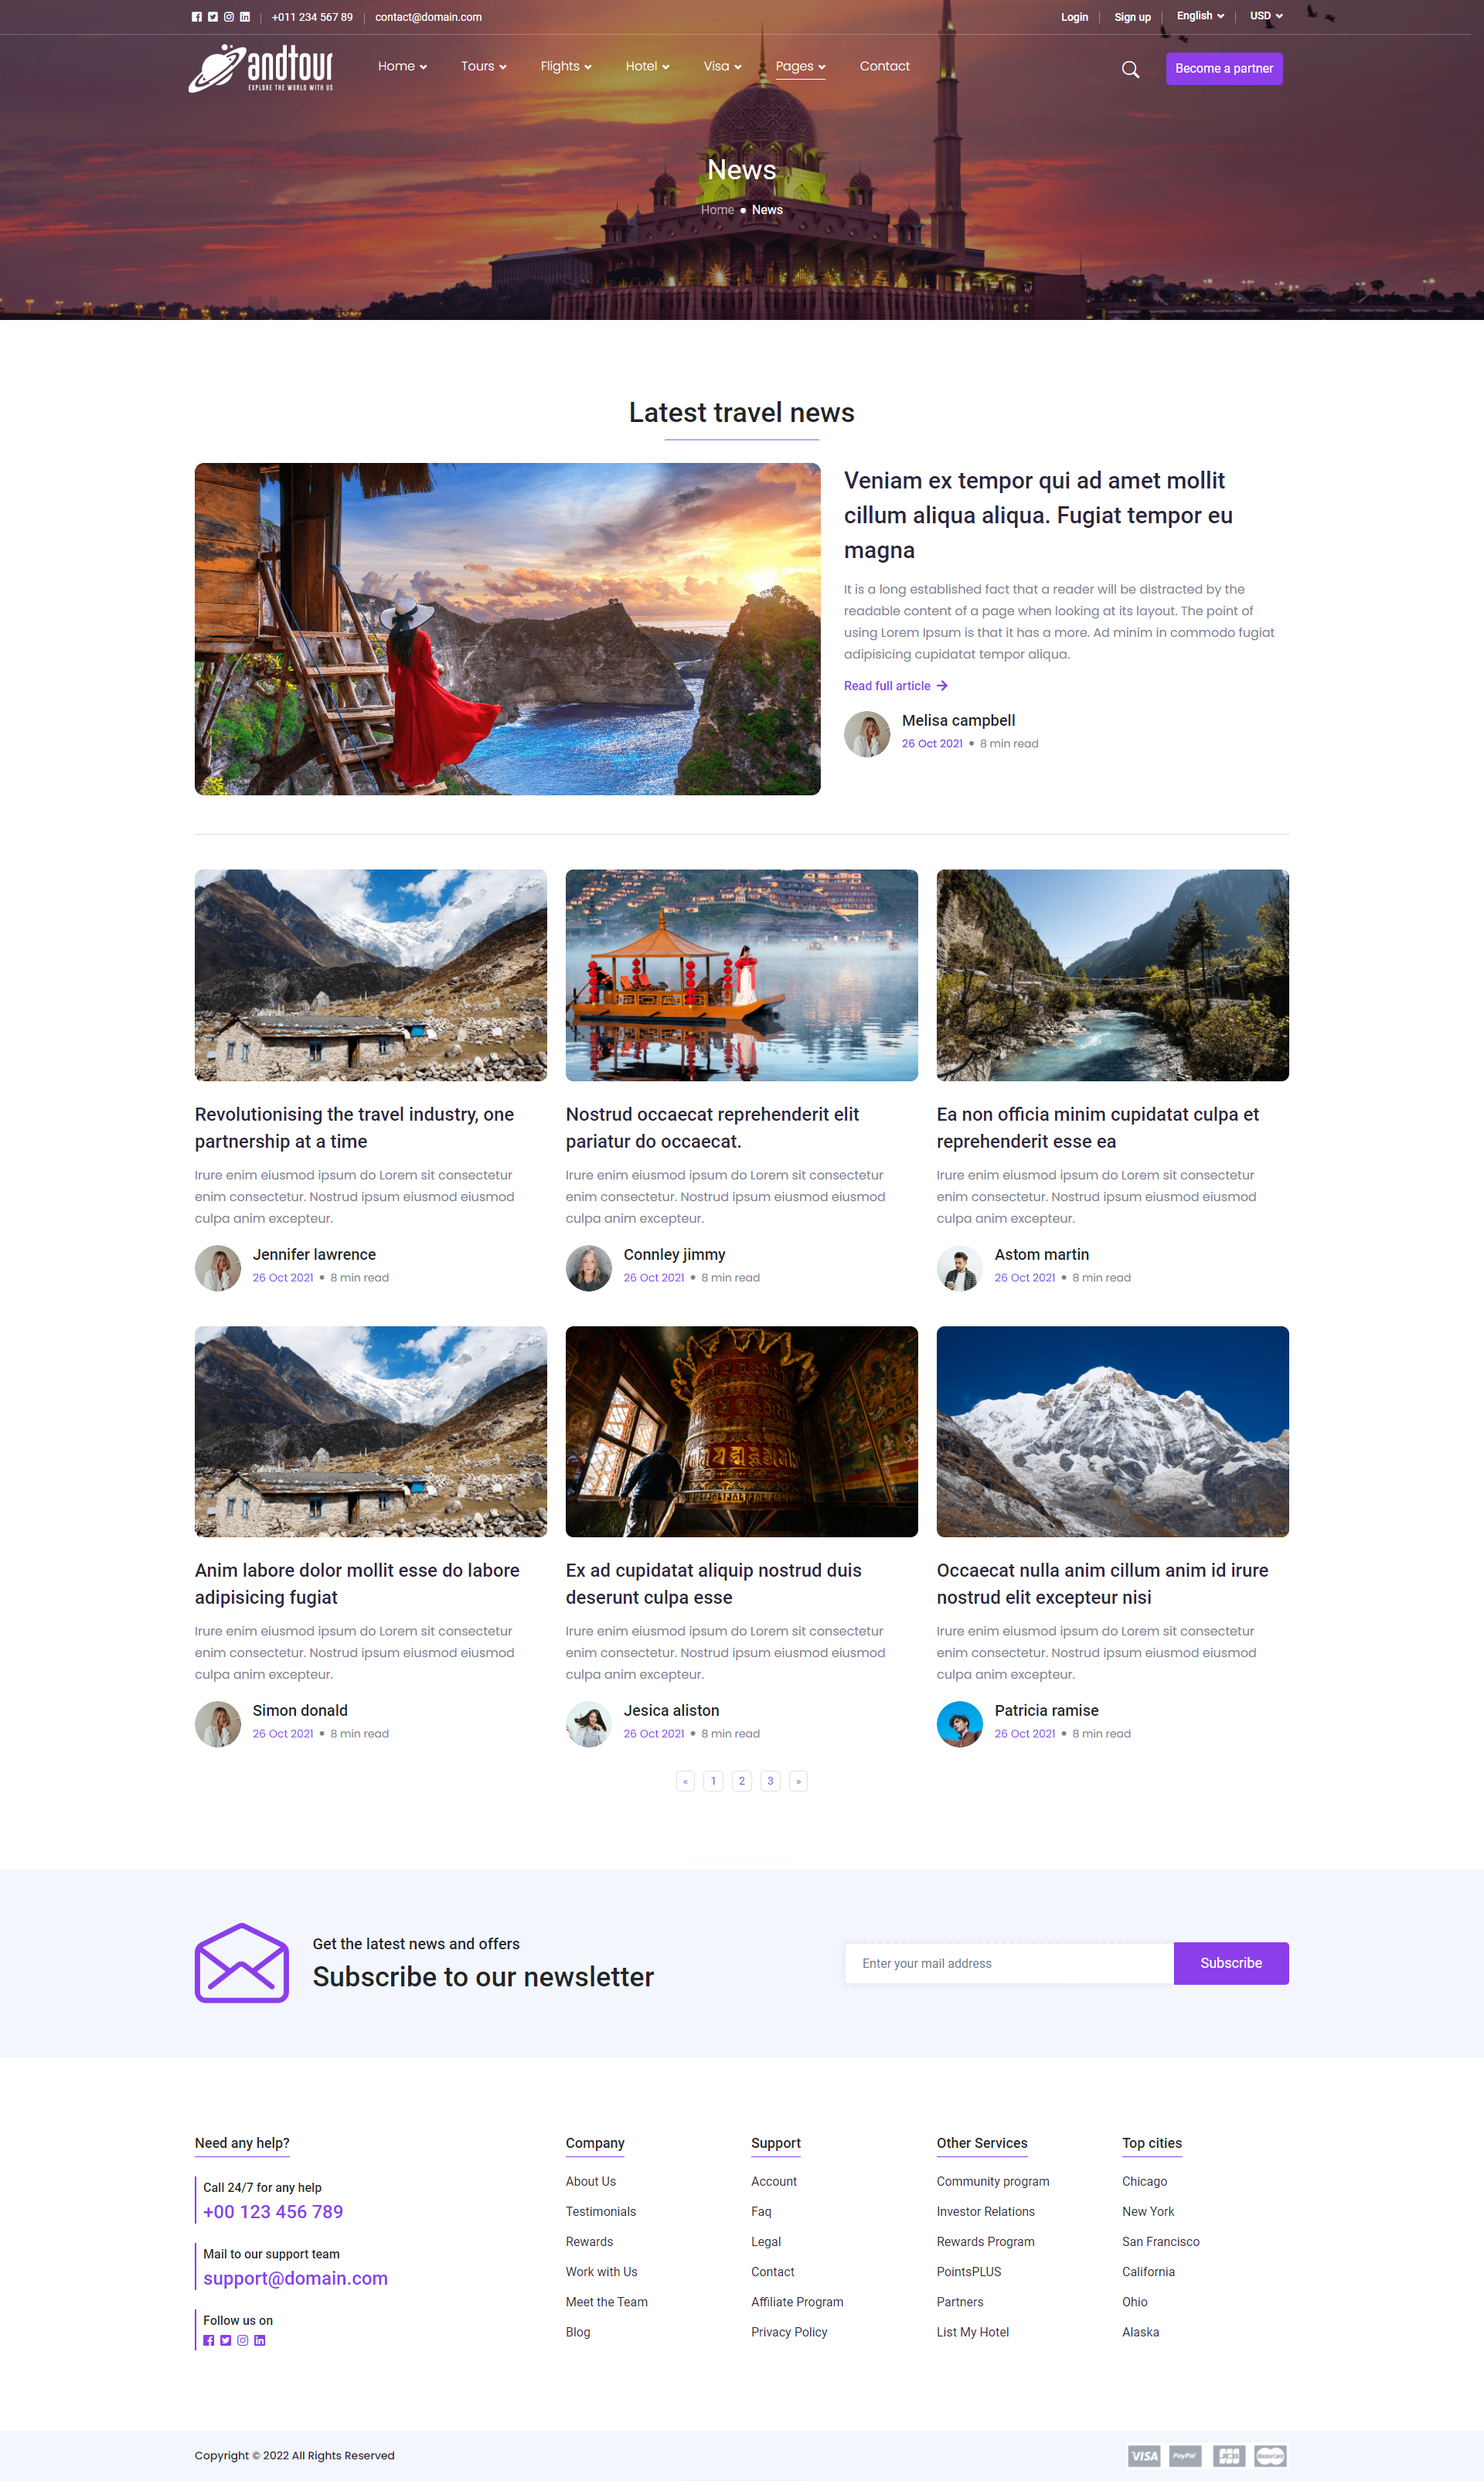 +011 234 567 89
contact@domain.com
Login
Sign up
English
USD
andtour
EXPLORE THE WORLD WITH US
Home
Tours
Flights
Hotel
Visa
Pages
Contact
Become a partner
News
Home
News
Latest travel news
Veniam ex tempor qui ad amet mollit
cillum aliqua aliqua. Fugiat tempor eu
magna
It is a long established fact that a reader will be distracted by the
readable content of a page when looking at its layout. The point of
using Lorem Ipsum is that it has a more. Ad minim in commodo fugiat
adipisicing cupidatat tempor aliqua.
Read full article
Melisa campbell
26 Oct 2021 • 8 min read
Revolutionising the travel industry, one
partnership at a time
Irure enim eiusmod ipsum do Lorem sit consectetur
enim consectetur. Nostrud ipsum eiusmod eiusmod
culpa anim excepteur.
Jennifer lawrence
26 Oct 2021 • 8 min read
Nostrud occaecat reprehenderit elit
pariatur do occaecat.
Irure enim eiusmod ipsum do Lorem sit consectetur
enim consectetur. Nostrud ipsum eiusmod eiusmod
culpa anim excepteur.
Connley jimmy
26 Oct 2021 • 8 min read
Ea non officia minim cupidatat culpa et
reprehenderit esse ea
Irure enim eiusmod ipsum do Lorem sit consectetur
enim consectetur. Nostrud ipsum eiusmod eiusmod
culpa anim excepteur.
Astom martin
26 Oct 2021 • 8 min read
Anim labore dolor mollit esse do labore
adipisicing fugiat
Irure enim eiusmod ipsum do Lorem sit consectetur
enim consectetur. Nostrud ipsum eiusmod eiusmod
culpa anim excepteur.
Simon donald
26 Oct 2021 • 8 min read
Ex ad cupidatat aliquip nostrud duis
deserunt culpa esse
Irure enim eiusmod ipsum do Lorem sit consectetur
enim consectetur. Nostrud ipsum eiusmod eiusmod
culpa anim excepteur.
Jesica aliston
26 Oct 2021 • 8 min read
Occaecat nulla anim cillum anim id irure
nostrud elit excepteur nisi
Irure enim eiusmod ipsum do Lorem sit consectetur
enim consectetur. Nostrud ipsum eiusmod eiusmod
culpa anim excepteur.
Patricia ramise
26 Oct 2021 • 8 min read
« 1 2 3 »
Get the latest news and offers
Subscribe to our newsletter
Enter your mail address
Subscribe
Need any help?
Call 24/7 for any help
+00 123 456 789
Mail to our support team
support@domain.com
Follow us on
Company
About Us
Testimonials
Rewards
Work with Us
Meet the Team
Blog
Support
Account
Faq
Legal
Contact
Affiliate Program
Privacy Policy
Other Services
Community program
Investor Relations
Rewards Program
PointsPLUS
Partners
List My Hotel
Top cities
Chicago
New York
San Francisco
California
Ohio
Alaska
Copyright © 2022 All Rights Reserved
VISA
PayPal
JCB
MasterCard